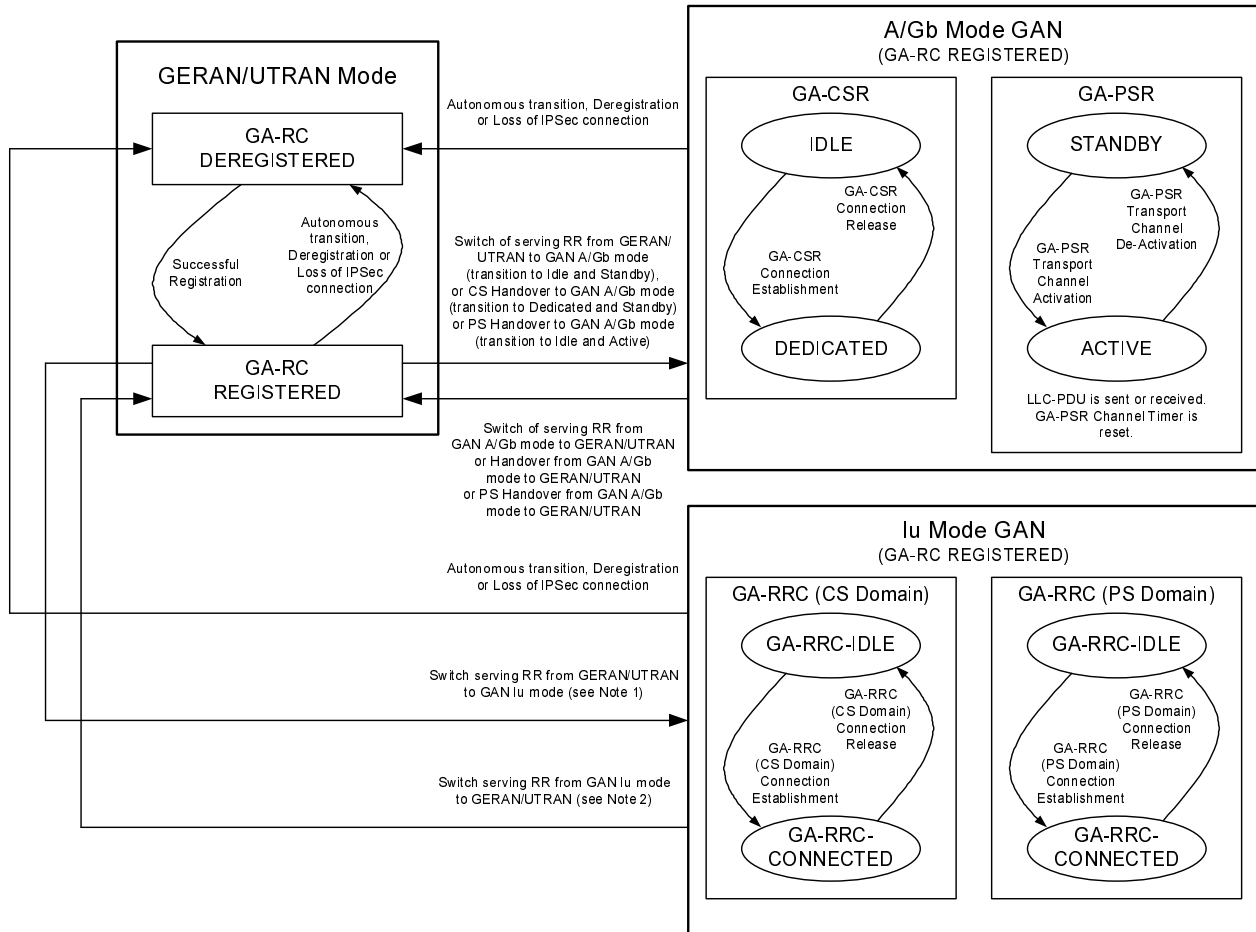 GERAN/UTRAN Mode
GA-RC
DEREGISTERED
Successful
Registration
Autonomous
transition,
Deregistration or
Loss of IPSec
connection
GA-RC
REGISTERED
Autonomous transition, Deregistration
or Loss of IPSec connection
Switch of serving RR from GERAN/
UTRAN to GAN A/Gb mode
(transition to Idle and Standby),
or CS Handover to GAN A/Gb mode
(transition to Dedicated and Standby)
or PS Handover to GAN A/Gb mode
(transition to Idle and Active)
Switch of serving RR from
GAN A/Gb mode to GERAN/UTRAN
or Handover from GAN A/Gb
mode to GERAN/UTRAN
or PS Handover from GAN A/Gb
mode to GERAN/UTRAN
A/Gb Mode GAN
(GA-RC REGISTERED)
GA-CSR
IDLE
GA-CSR
Connection
Release
GA-CSR
Connection
Establishment
DEDICATED
GA-PSR
STANDBY
GA-PSR
Transport
Channel
De-Activation
GA-PSR
Transport
Channel
Activation
ACTIVE
LLC-PDU is sent or received.
GA-PSR Channel Timer is
reset.
Autonomous transition, Deregistration
or Loss of IPSec connection
Switch serving RR from GERAN/UTRAN
to GAN Iu mode (see Note 1)
Switch serving RR from GAN Iu mode
to GERAN/UTRAN (see Note 2)
Iu Mode GAN
(GA-RC REGISTERED)
GA-RRC (CS Domain)
GA-RRC-IDLE
GA-RRC
(CS Domain)
Connection
Release
GA-RRC
(CS Domain)
Connection
Establishment
GA-RRC-
CONNECTED
GA-RRC (PS Domain)
GA-RRC-IDLE
GA-RRC
(PS Domain)
Connection
Release
GA-RRC
(PS Domain)
Connection
Establishment
GA-RRC-
CONNECTED